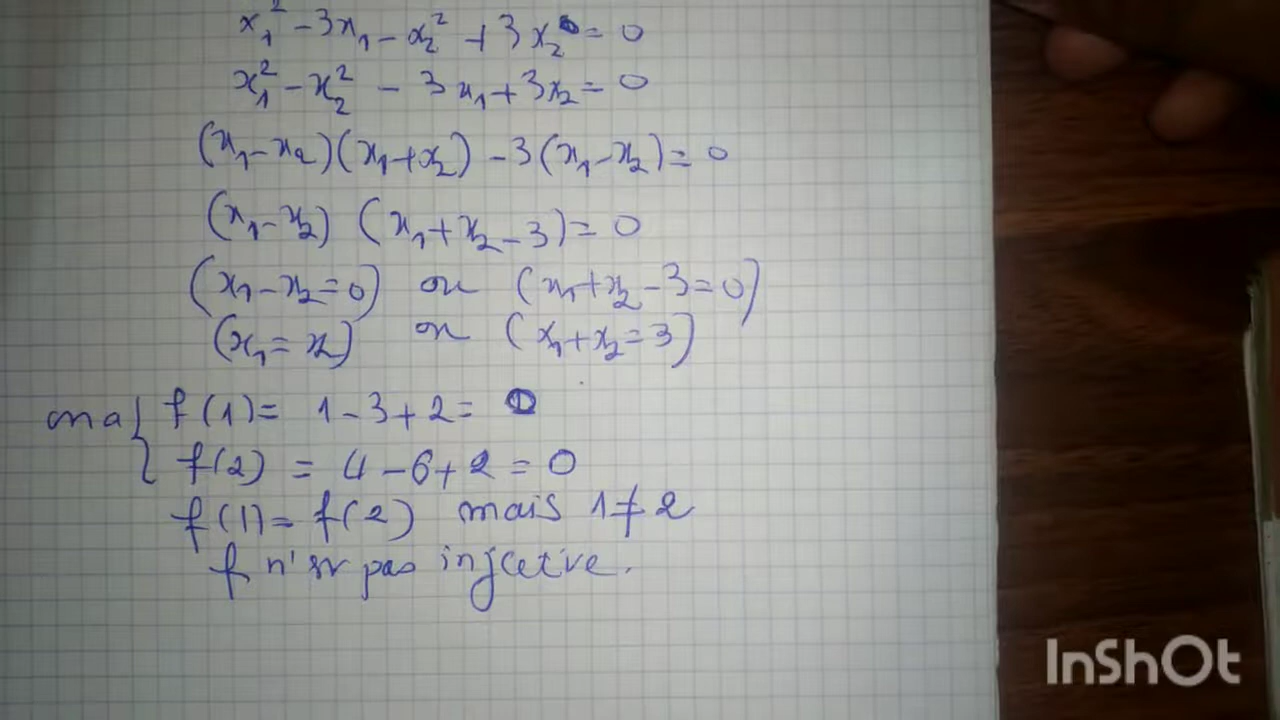 x₁² - 3x₁ - x₂² + 3x₂ = 0
x₁² - x₂² - 3x₁ + 3x₂ = 0
(x₁ - x₂)(x₁ + x₂) - 3(x₁ - x₂) = 0
(x₁ - x₂) (x₁ + x₂ - 3) = 0
(x₁ - x₂ = 0) ou (x₁ + x₂ - 3 = 0)
(x₁ = x₂) ou (x₁ + x₂ = 3)
on a { f(1) = 1 - 3 + 2 = 0
f(2) = 4 - 6 + 2 = 0
f(1) = f(2) mais 1 ≠ 2
f n'est pas injective.
InShOt